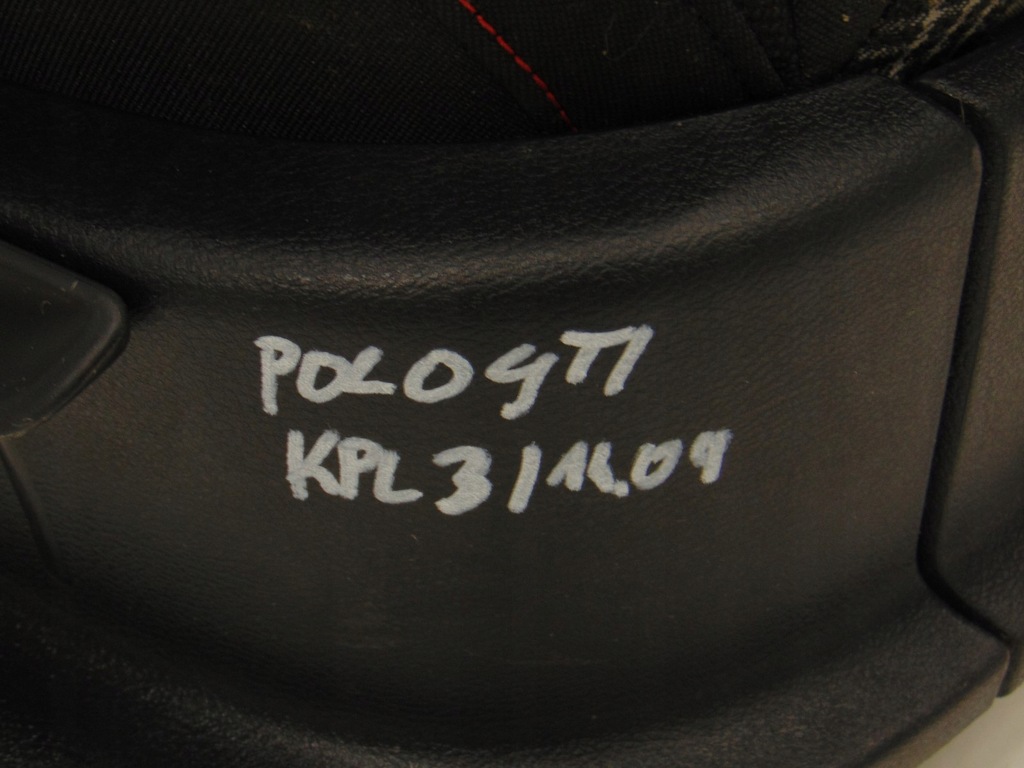 POLO GTI
KPL 3 / 14.09